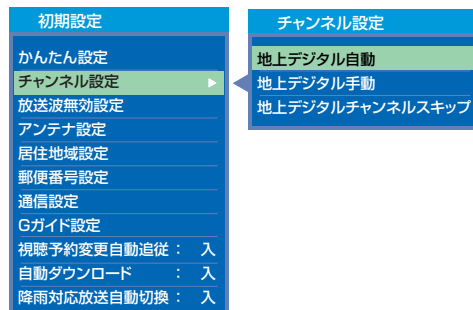 初期設定
かんたん設定
チャンネル設定
放送波無効設定
アンテナ設定
居住地域設定
郵便番号設定
通信設定
Gガイド設定
視聴予約変更自動追従： 入
自動ダウンロード ： 入
降雨対応放送自動切換： 入
チャンネル設定
地上デジタル自動
地上デジタル手動
地上デジタルチャンネルスキップ